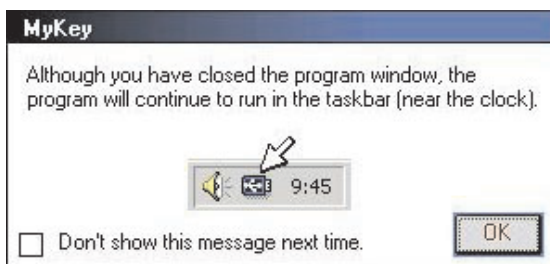 MyKey
Although you have closed the program window, the
program will continue to run in the taskbar (near the clock).
9:45
Don't show this message next time.
OK